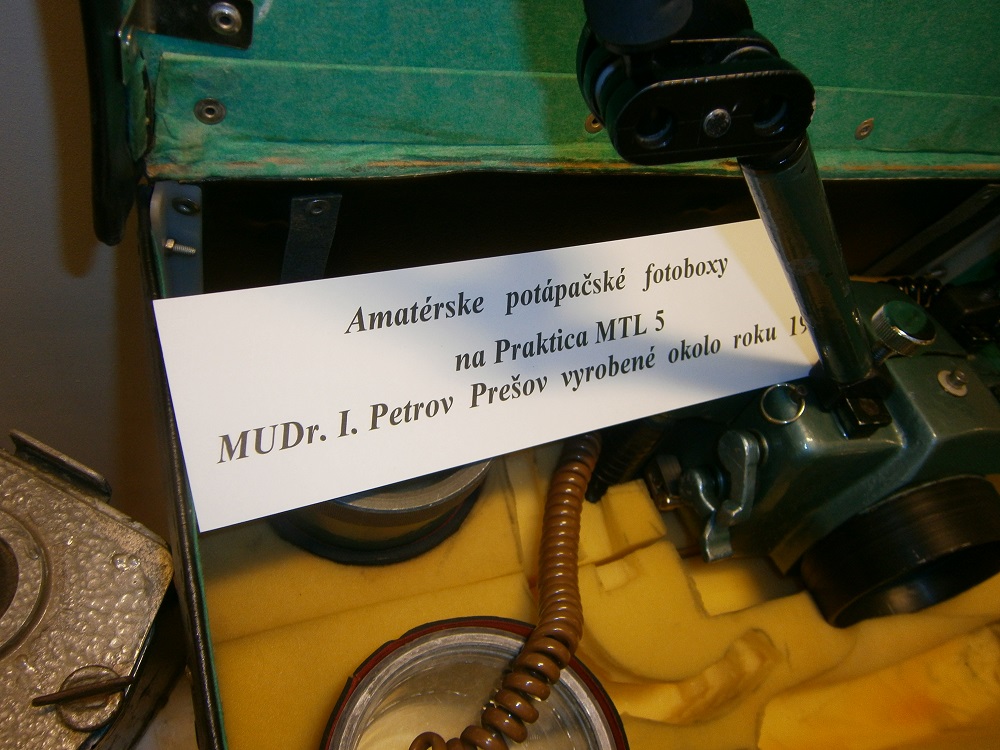 Amatérske potápačské fotoboxy
na Praktica MTL 5
MUDr. I. Petrov Prešov vyrobené okolo roku